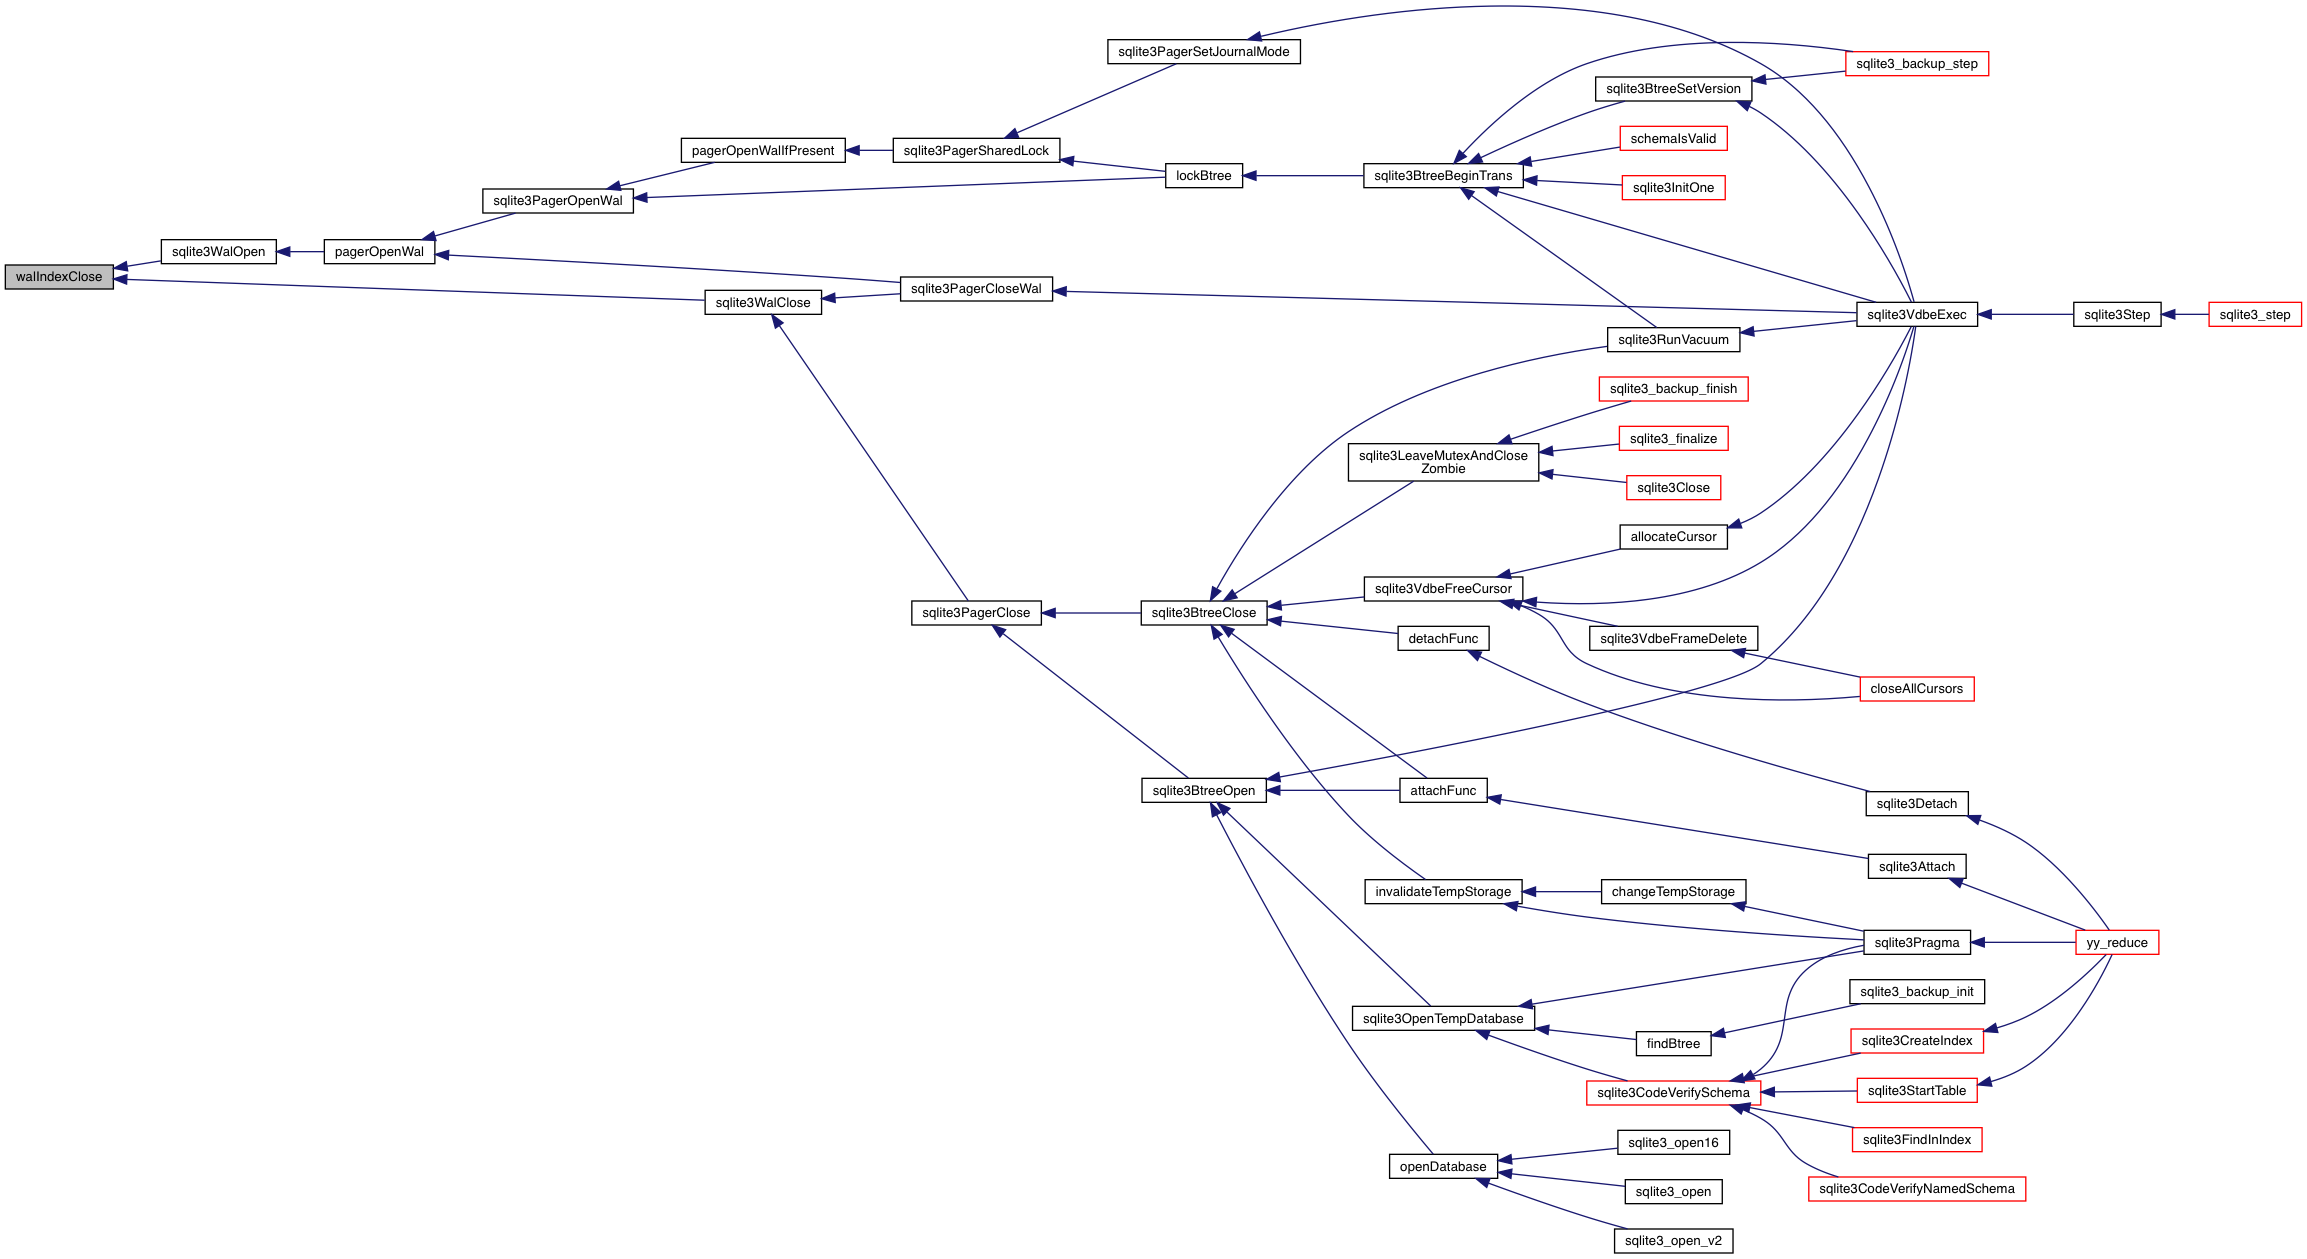 sqlite3PagerSetJournalMode
sqlite3_backup_step
sqlite3BtreeSetVersion
schemaIsValid
pagerOpenWalIfPresent
sqlite3PagerSharedLock
lockBtree
sqlite3BtreeBeginTrans
sqlite3InitOne
sqlite3PagerOpenWal
sqlite3WalOpen
pagerOpenWal
walIndexClose
sqlite3PagerCloseWal
sqlite3WalClose
sqlite3VdbeExec
sqlite3Step
sqlite3_step
sqlite3RunVacuum
sqlite3_backup_finish
sqlite3_finalize
sqlite3LeaveMutexAndClose
Zombie
sqlite3Close
allocateCursor
sqlite3VdbeFreeCursor
sqlite3PagerClose
sqlite3BtreeClose
detachFunc
sqlite3VdbeFrameDelete
closeAllCursors
sqlite3BtreeOpen
attachFunc
sqlite3Detach
sqlite3Attach
invalidateTempStorage
changeTempStorage
sqlite3Pragma
yy_reduce
sqlite3_backup_init
sqlite3OpenTempDatabase
findBtree
sqlite3CreateIndex
sqlite3CodeVerifySchema
sqlite3StartTable
sqlite3FindInIndex
sqlite3_open16
openDatabase
sqlite3_open
sqlite3CodeVerifyNamedSchema
sqlite3_open_v2